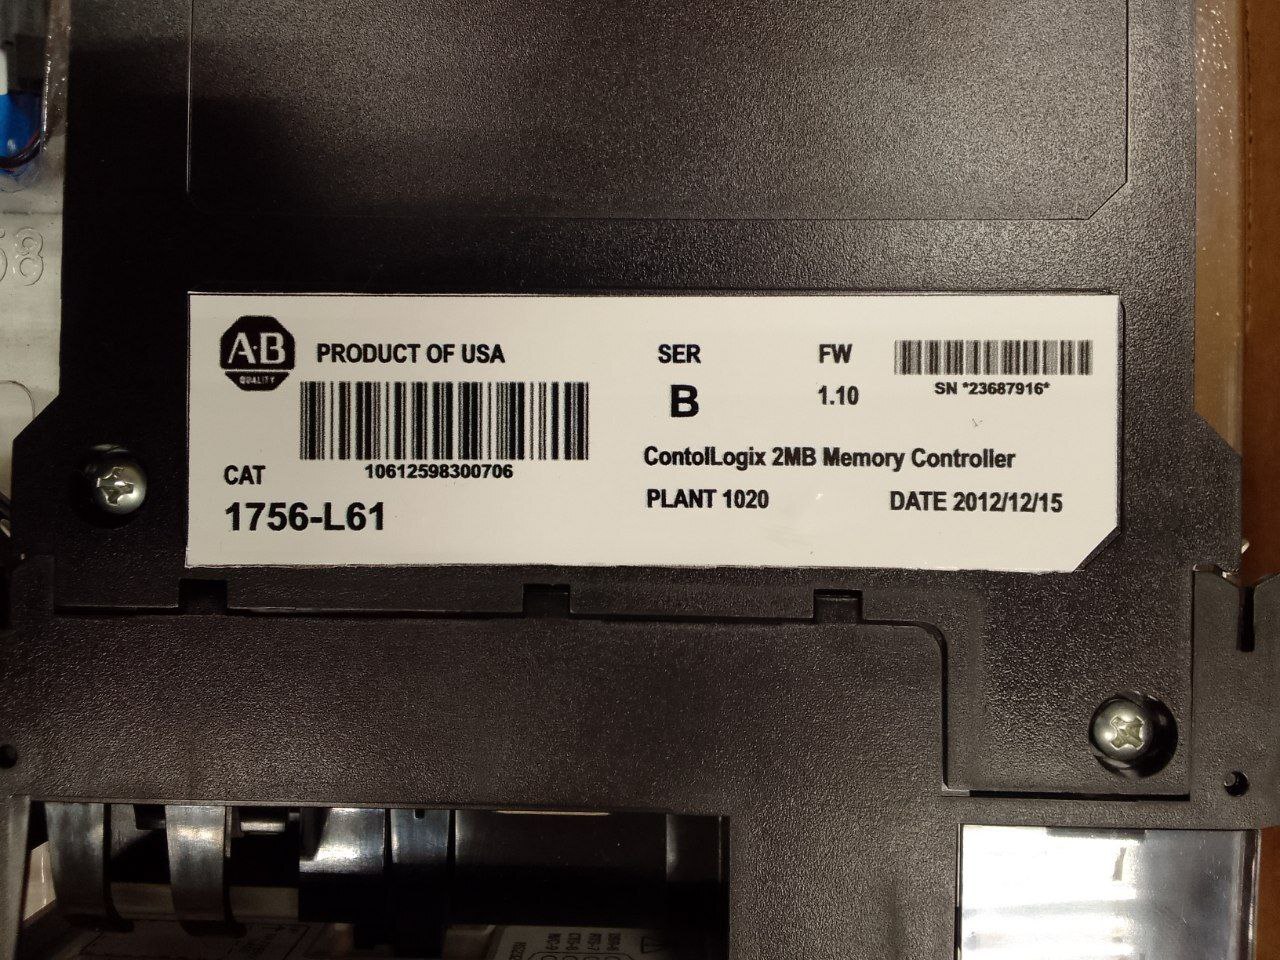 A·B
QUALITY
PRODUCT OF USA
SER
B
FW
1.10
SN *23687916*
10612598300706
CAT
1756-L61
ContolLogix 2MB Memory Controller
PLANT 1020
DATE 2012/12/15